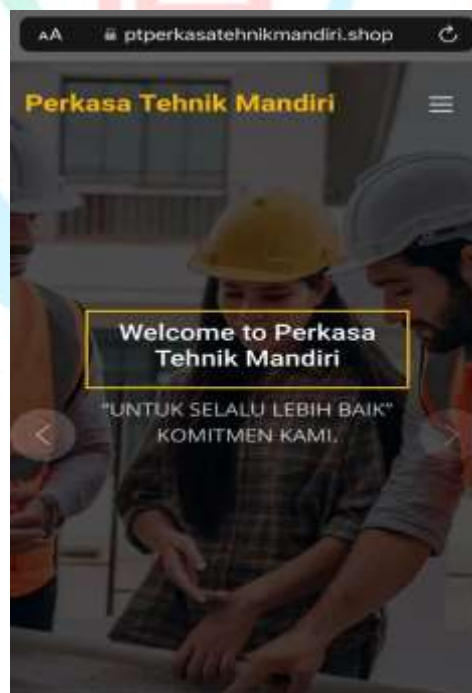 AA ptperkasatehnikmandiri.shop
Perkasa Tehnik Mandiri
Welcome to Perkasa
Tehnik Mandiri
"UNTUK SELALU LEBIH BAIK"
KOMITMEN KAMI.